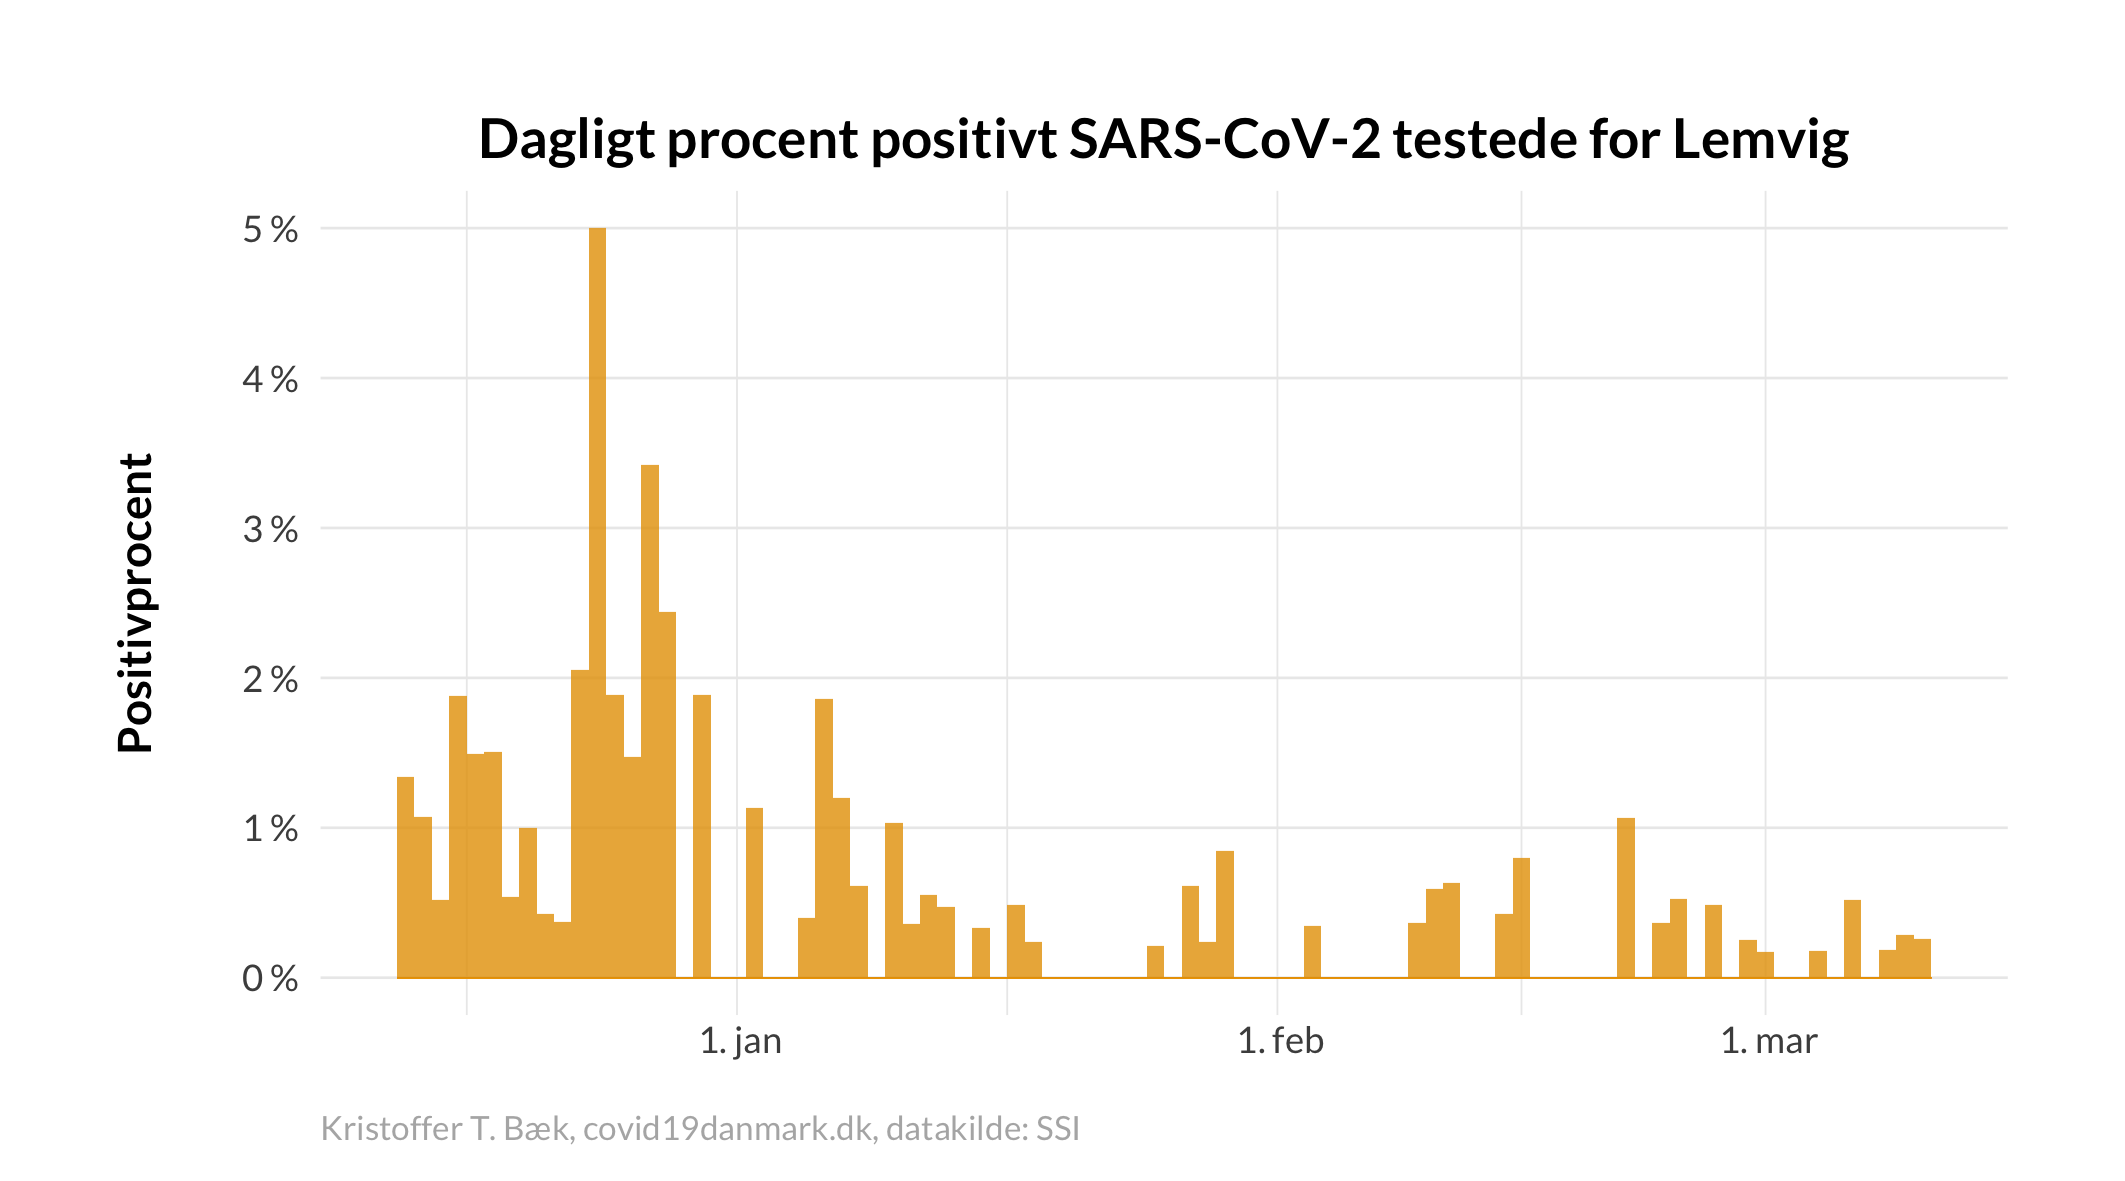 Dagligt procent positivt SARS-CoV-2 testede for Lemvig
Positivprocent
5 %
4 %
3 %
2 %
1 %
0 %
1. jan
1. feb
1. mar
Kristoffer T. Bæk, covid19danmark.dk, datakilde: SSI